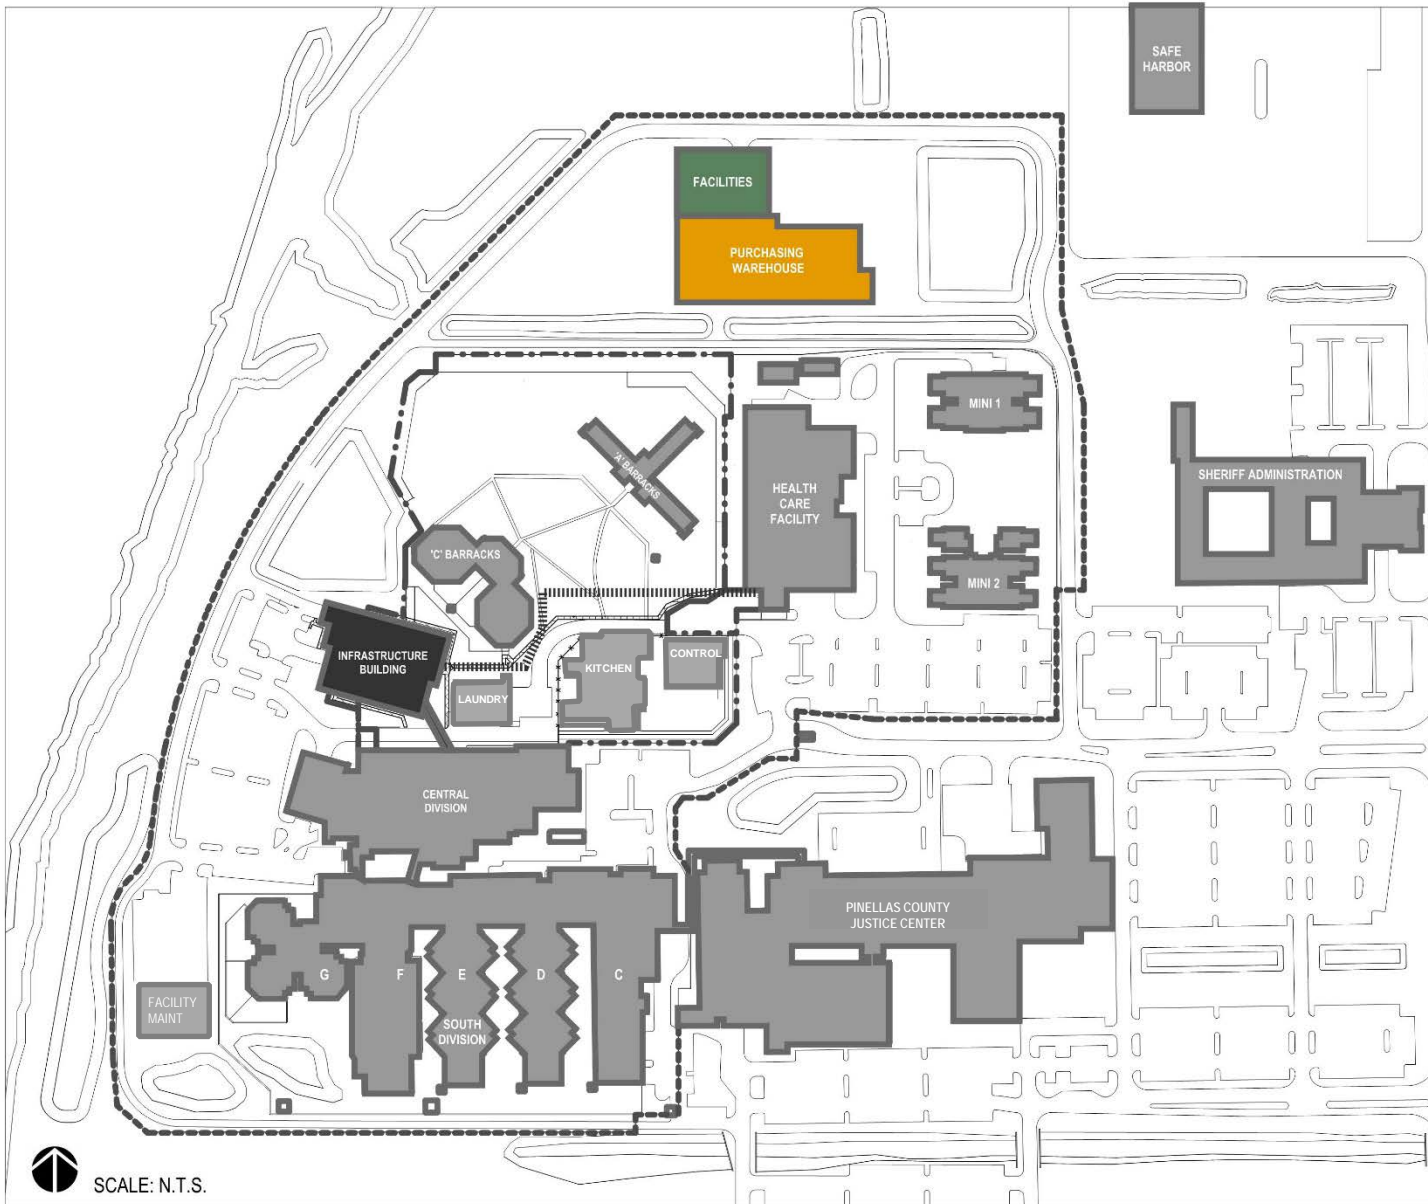 SAFE
HARBOR
FACILITIES
PURCHASING
WAREHOUSE
MINI 1
'A' BARRACKS
SHERIFF ADMINISTRATION
HEALTH
CARE
FACILITY
'C' BARRACKS
MINI 2
INFRASTRUCTURE
BUILDING
CONTROL
KITCHEN
LAUNDRY
CENTRAL
DIVISION
PINELLAS COUNTY
JUSTICE CENTER
G
F
E
D
C
FACILITY
MAINT
SOUTH
DIVISION
SCALE: N.T.S.